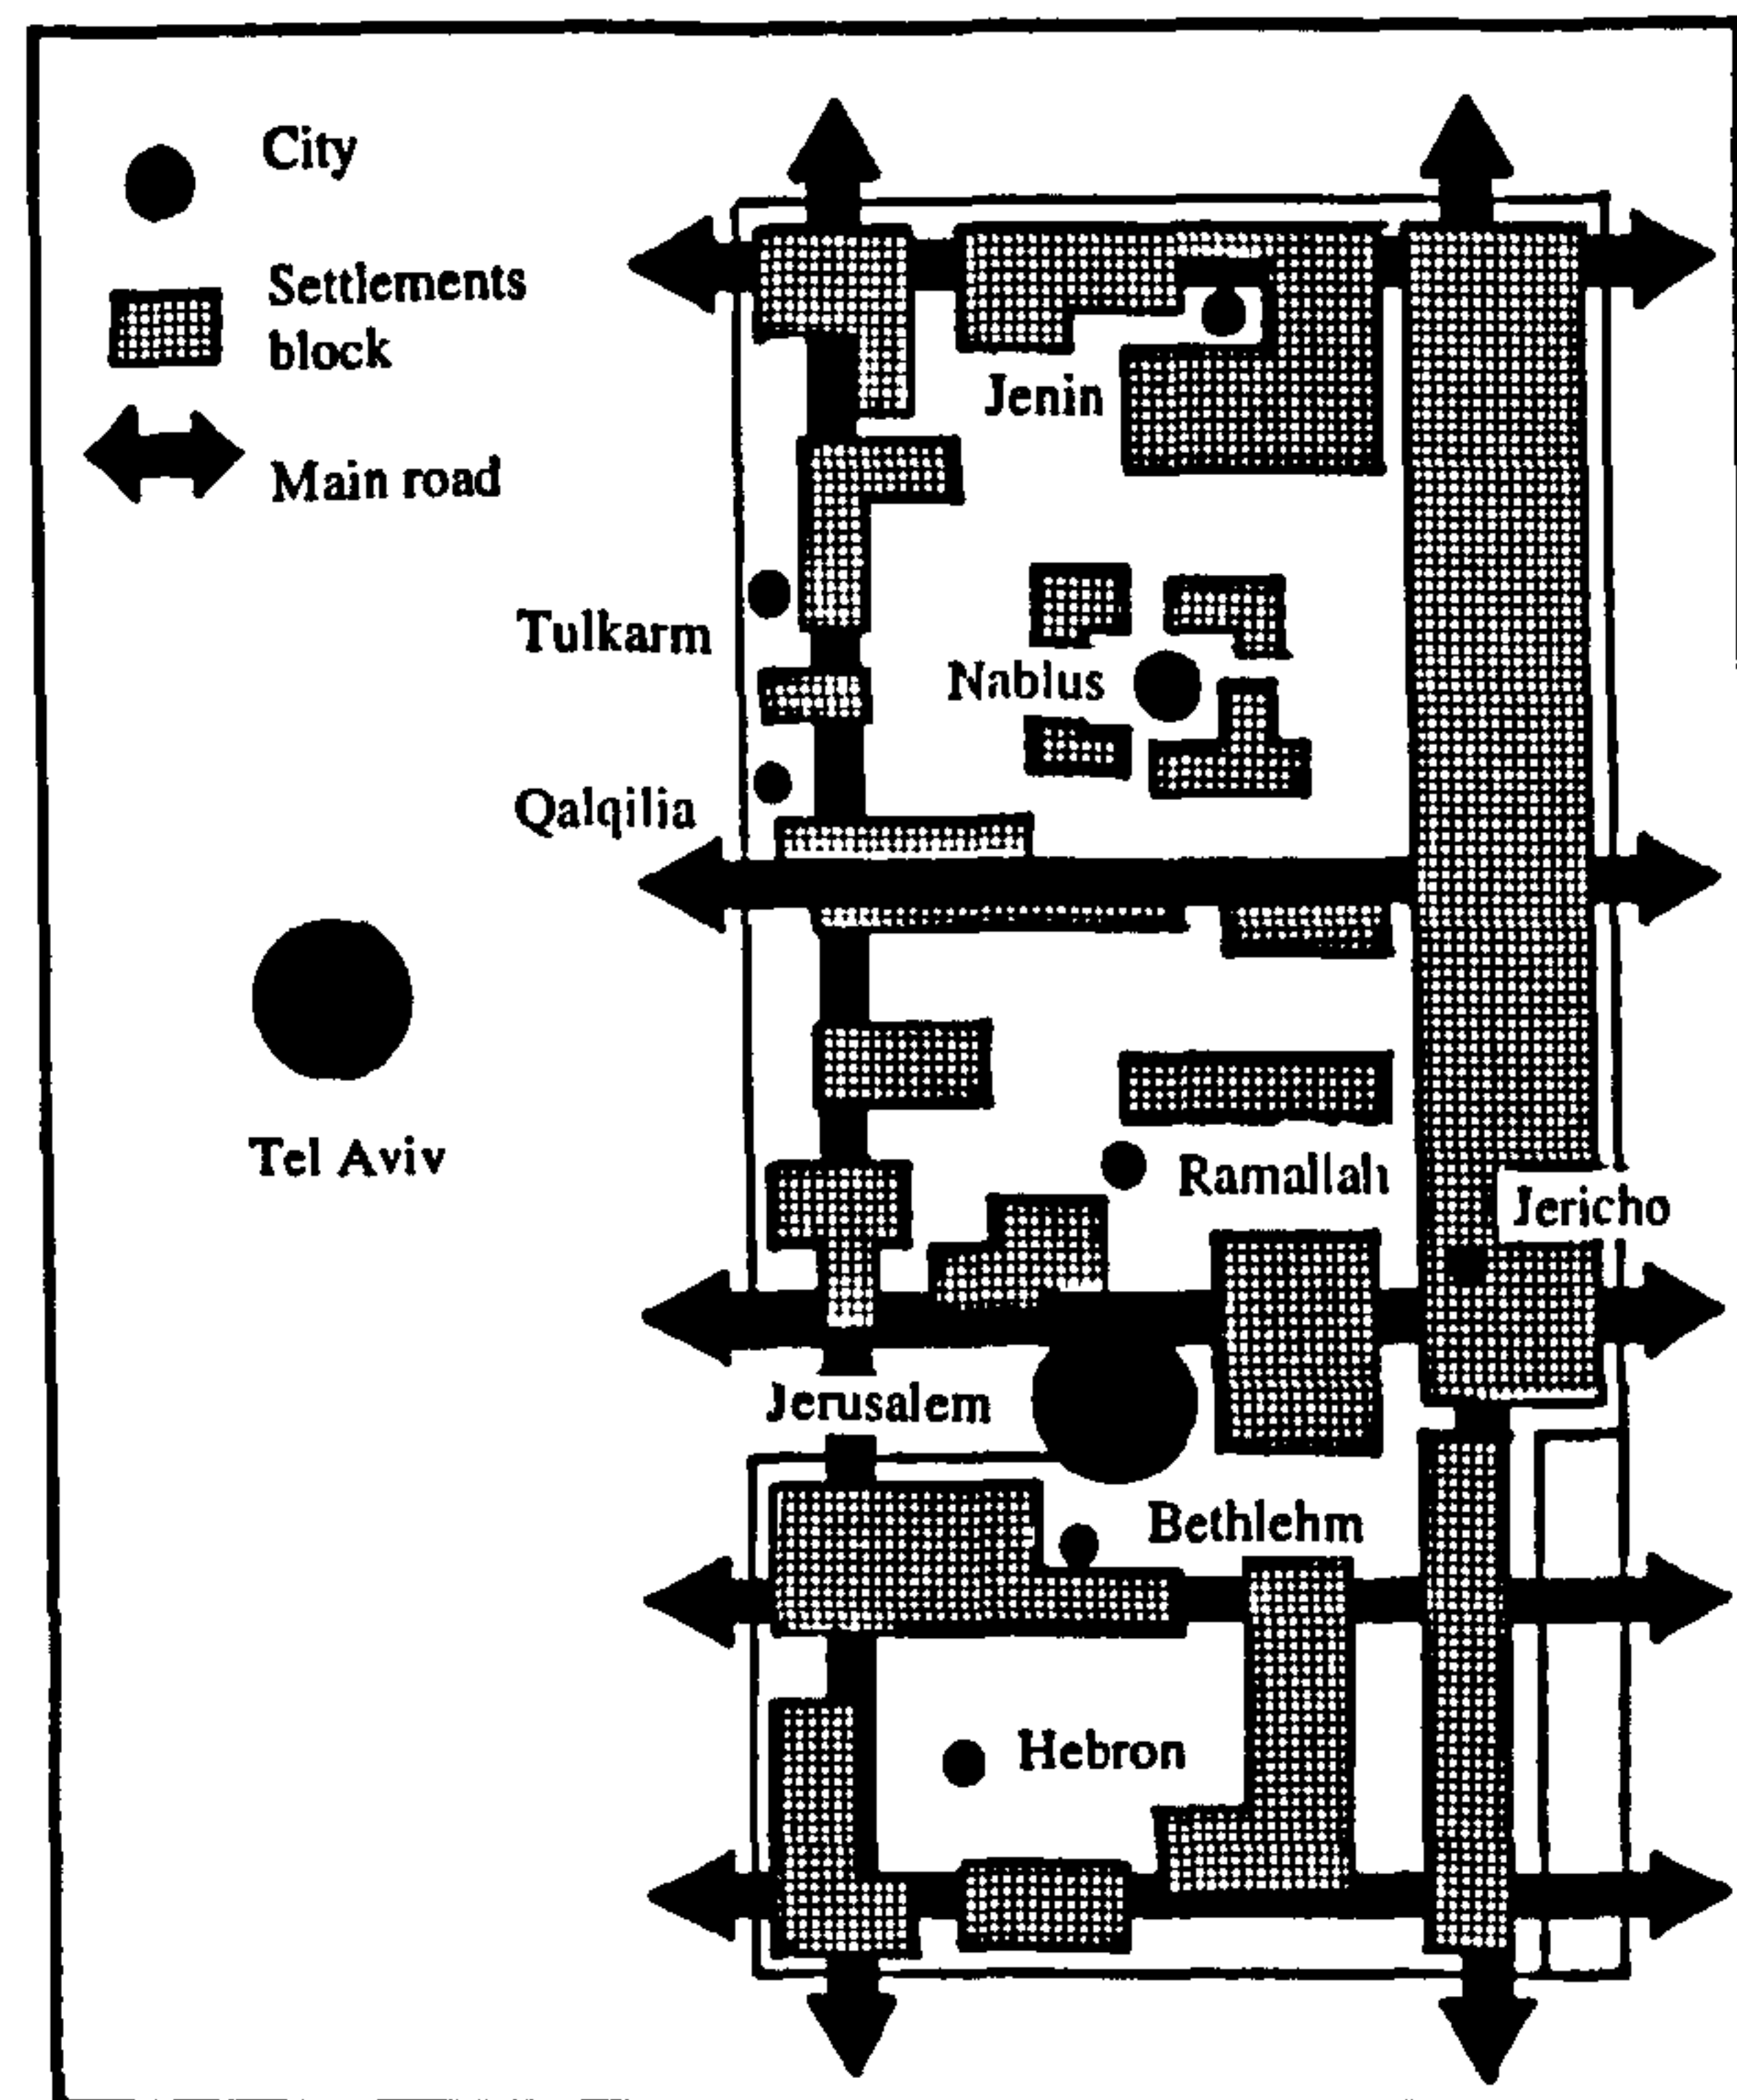 City
Settlements
block
Main road
Jenin
Tulkarm
Nablus
Qalqilia
Tel Aviv
Ramallah
Jericho
Jerusalem
Bethlehm
Hebron